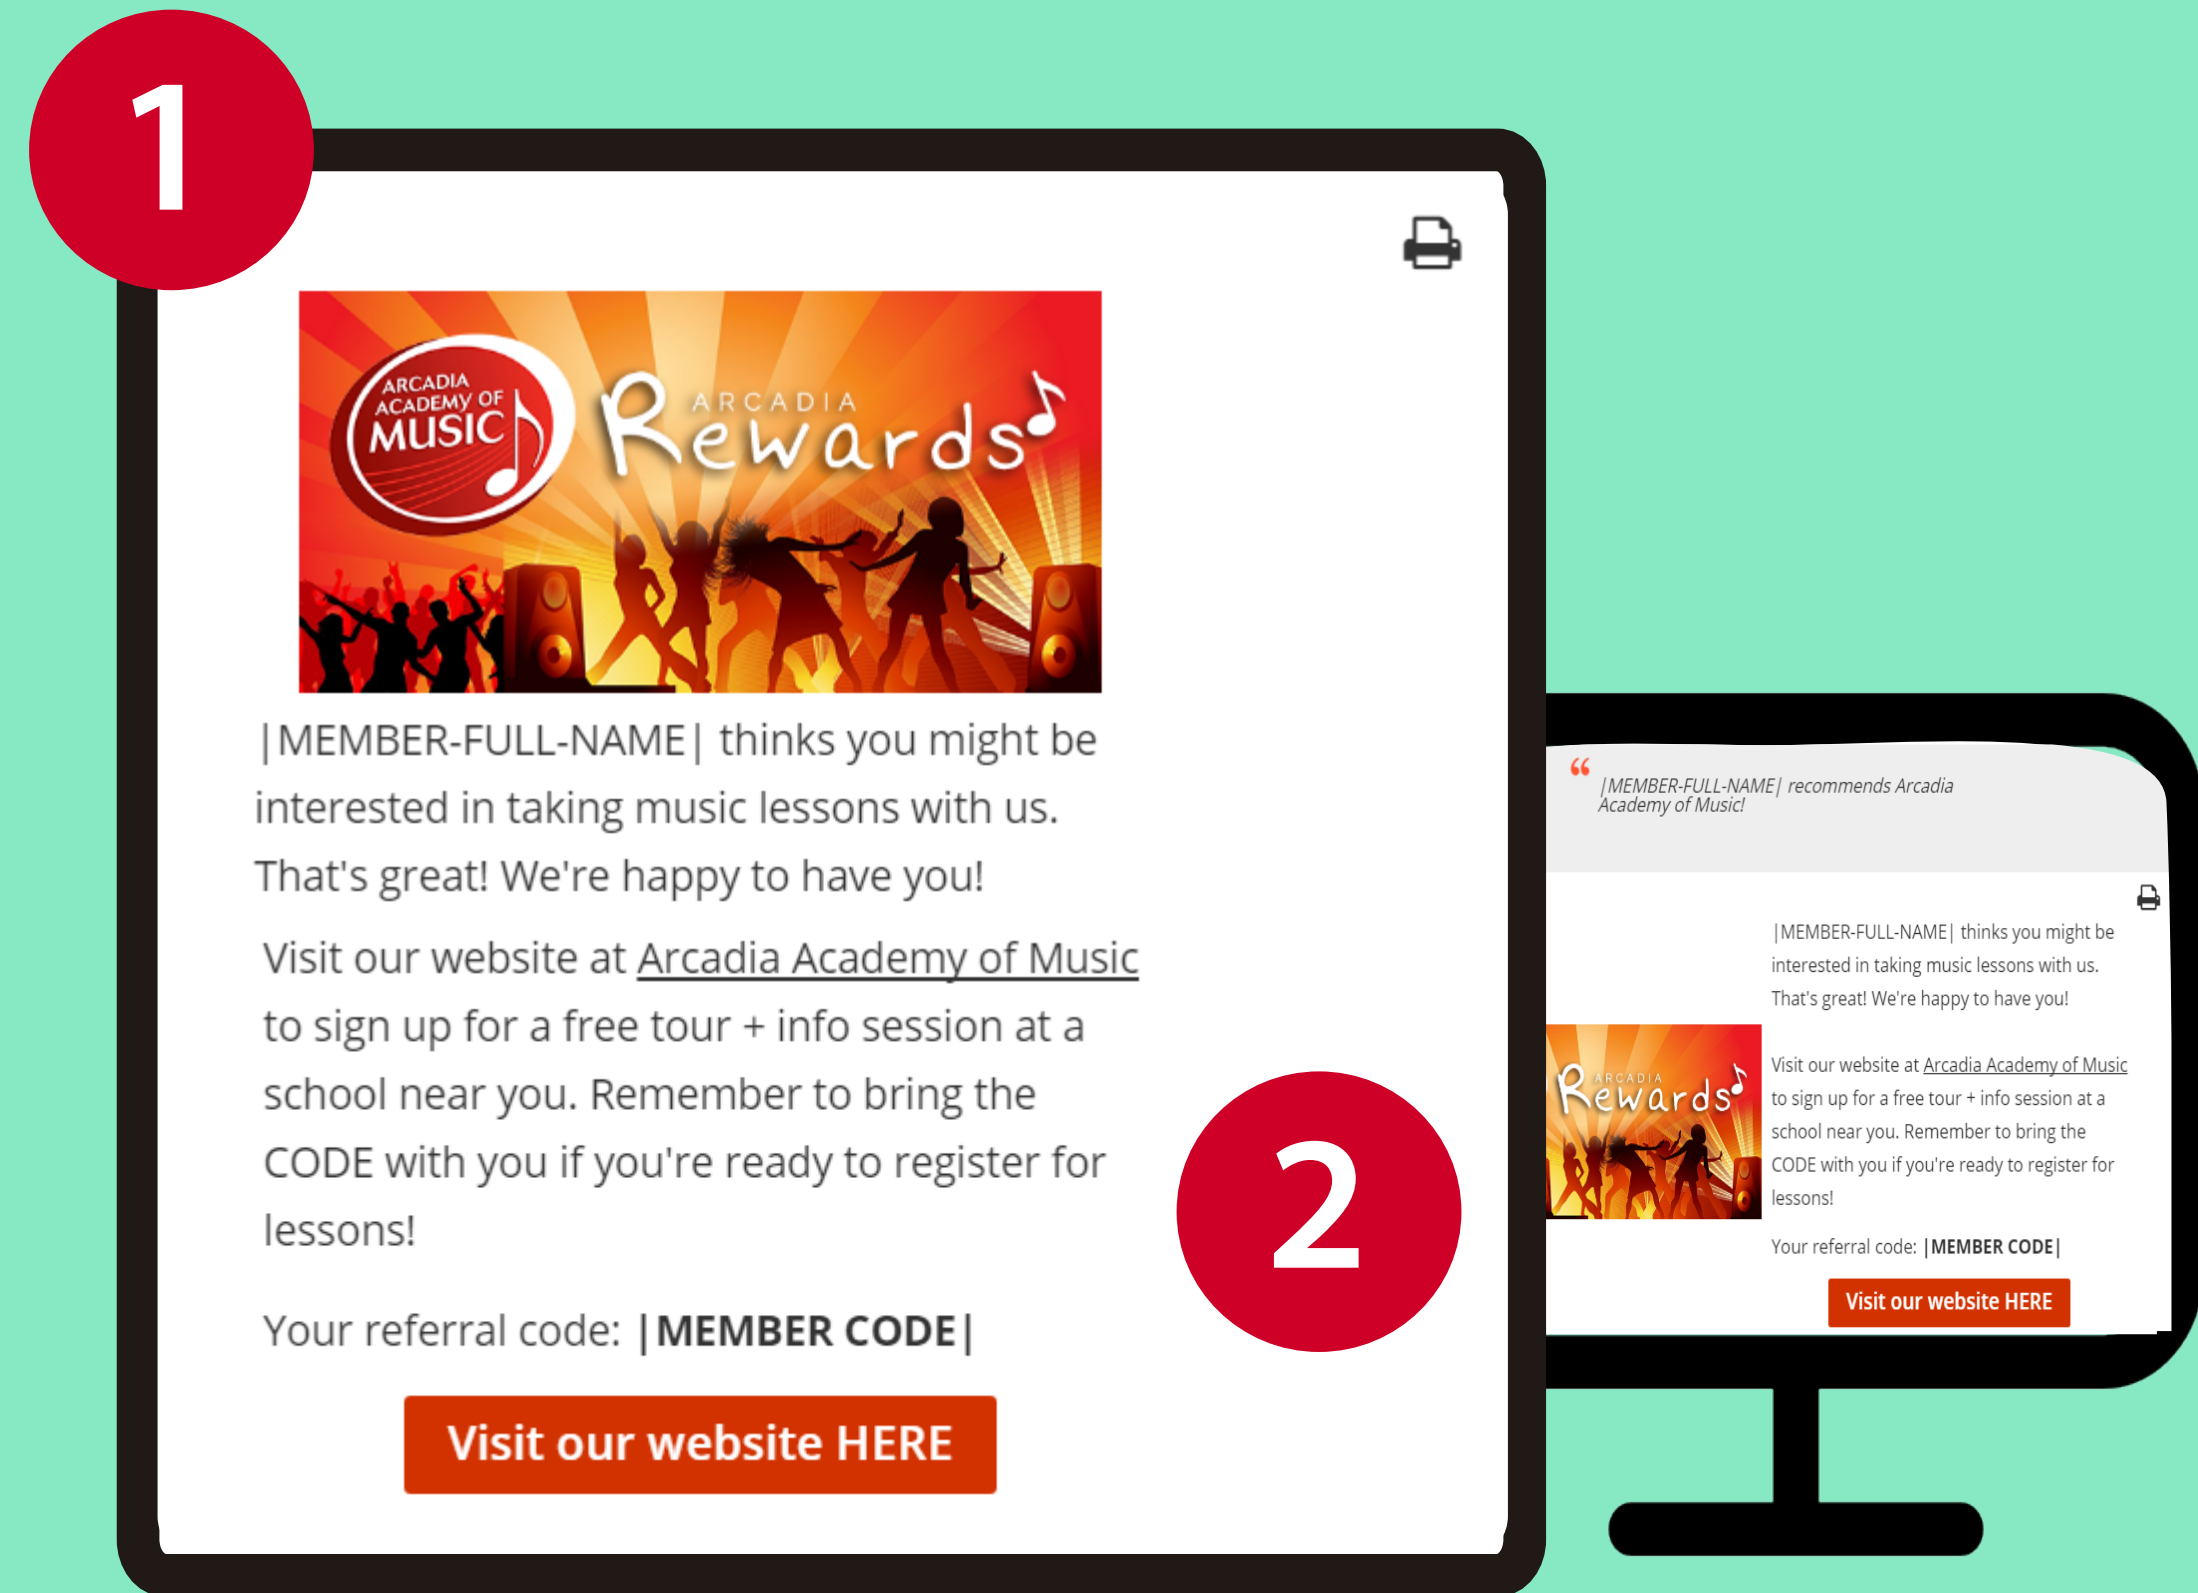 1
ARCADIA
ACADEMY OF
MUSIC
ARCADIA
Rewards
|MEMBER-FULL-NAME| thinks you might be
interested in taking music lessons with us.
That's great! We're happy to have you!
Visit our website at Arcadia Academy of Music
to sign up for a free tour + info session at a
school near you. Remember to bring the
CODE with you if you're ready to register for
lessons!
Your referral code: |MEMBER CODE|
Visit our website HERE
2
“
|MEMBER-FULL-NAME| recommends Arcadia
Academy of Music!
|MEMBER-FULL-NAME| thinks you might be
interested in taking music lessons with us.
That's great! We're happy to have you!
ARCADIA
Rewards
Visit our website at Arcadia Academy of Music
to sign up for a free tour + info session at a
school near you. Remember to bring the
CODE with you if you're ready to register for
lessons!
Your referral code: |MEMBER CODE|
Visit our website HERE